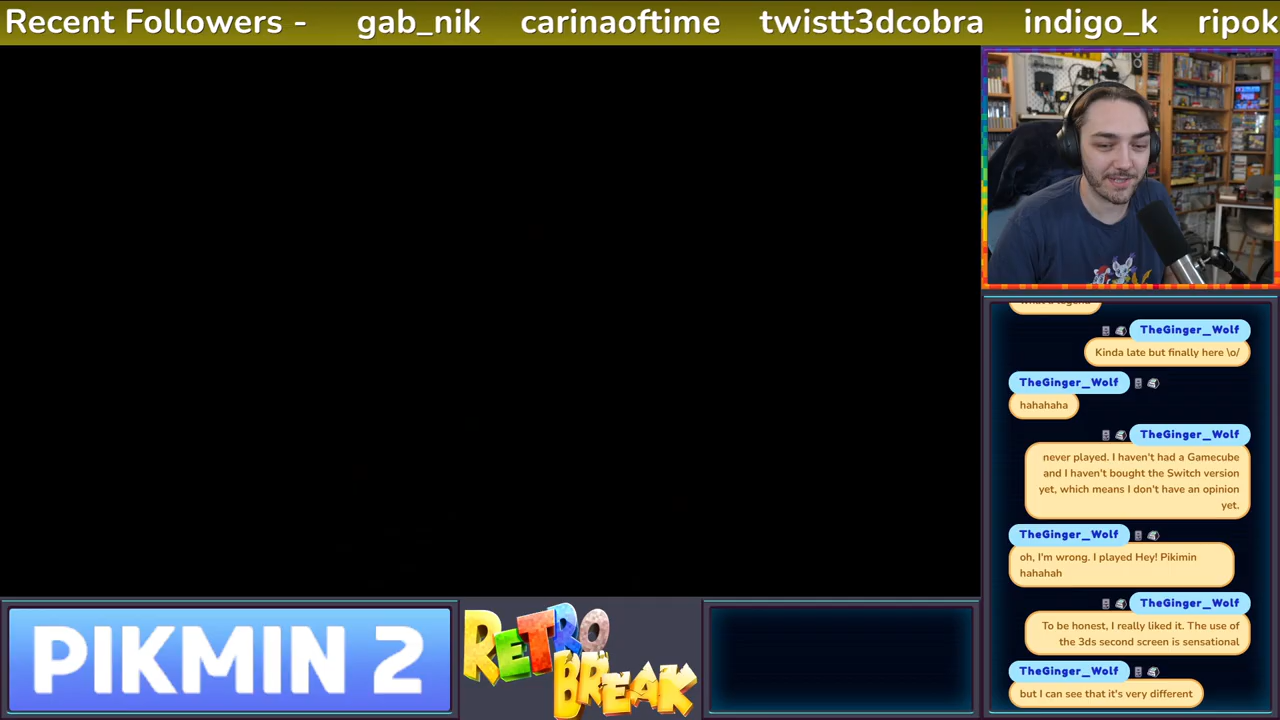 Recent Followers - gab_nik carinaoftime twistt3dcobra indigo_k ripok
TheGinger_Wolf
Kinda late but finally here \o/
TheGinger_Wolf
hahahaha
TheGinger_Wolf
never played. I haven't had a Gamecube
and I haven't bought the Switch version
yet, which means I don't have an opinion
yet.
TheGinger_Wolf
oh, I'm wrong. I played Hey! Pikimin
hahahah
TheGinger_Wolf
To be honest, I really liked it. The use of
the 3ds second screen is sensational
TheGinger_Wolf
but I can see that it's very different
PIKMIN 2
RETRO
BREAK